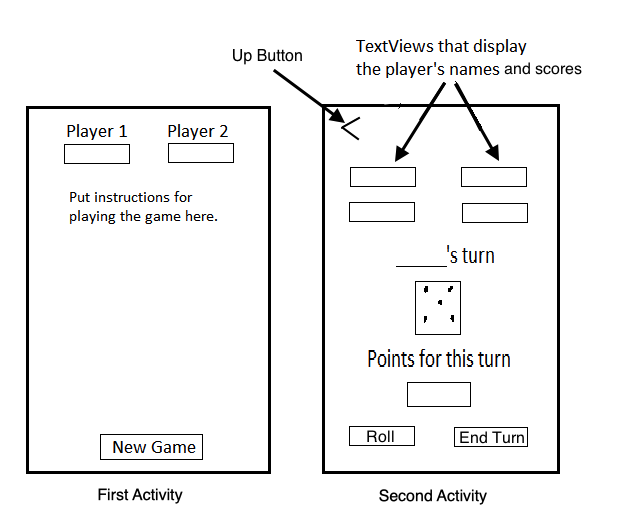 Up Button
TextViews that display
the player's names and scores
Player 1 Player 2
Put instructions for
playing the game here.
New Game
First Activity
_____'s turn
Points for this turn
Roll End Turn
Second Activity